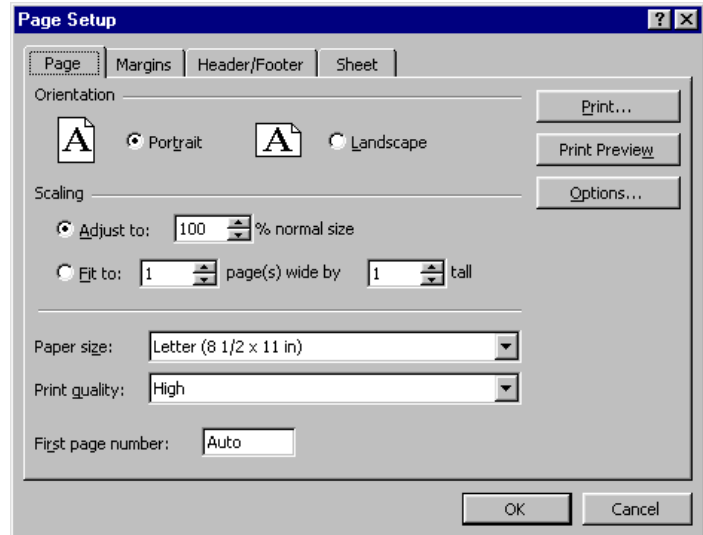 Page Setup
Page Margins Header/Footer Sheet
Orientation
A Portrait A Landscape
Print...
Print Preview
Options...
Scaling
Adjust to: 100 % normal size
Fit to: 1 page(s) wide by 1 tall
Paper size: Letter (8 1/2 x 11 in)
Print quality: High
First page number: Auto
OK Cancel